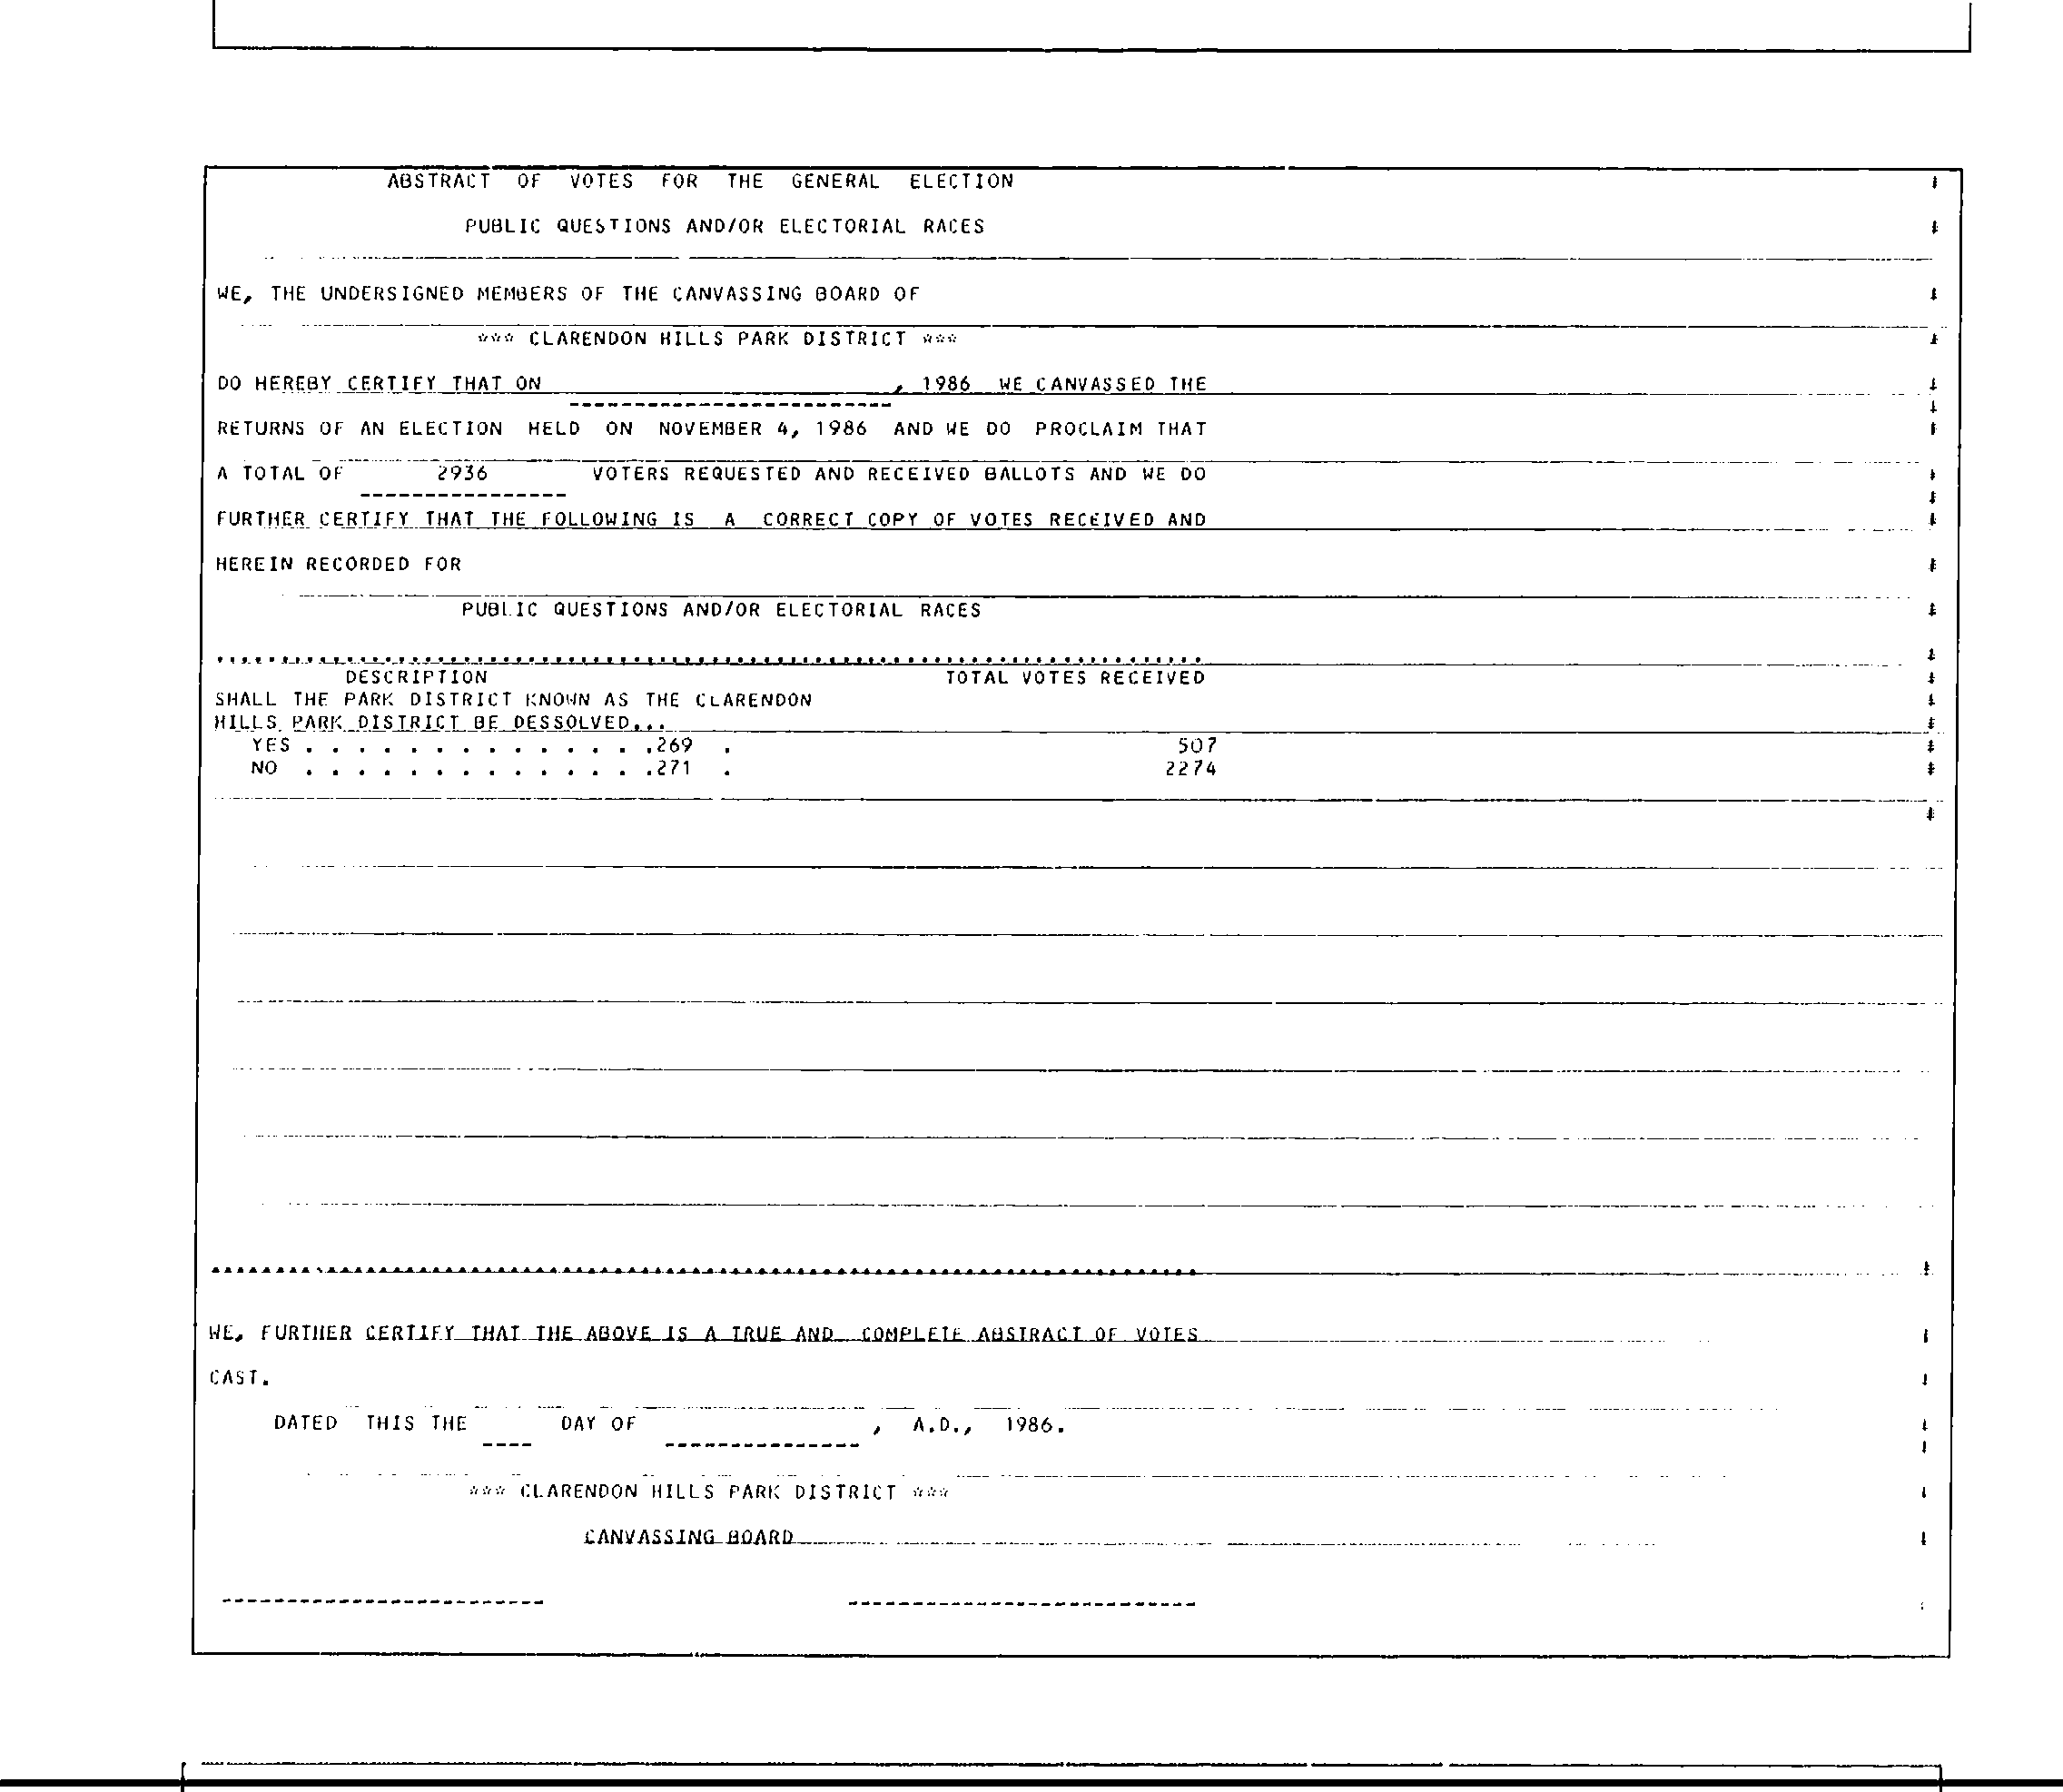 ABSTRACT OF VOTES FOR THE GENERAL ELECTION
PUBLIC QUESTIONS AND/OR ELECTORIAL RACES
WE, THE UNDERSIGNED MEMBERS OF THE CANVASSING BOARD OF
*** CLARENDON HILLS PARK DISTRICT ***
DO HEREBY CERTIFY THAT ON , 1986 WE CANVASSED THE
RETURNS OF AN ELECTION HELD ON NOVEMBER 4, 1986 AND WE DO PROCLAIM THAT
A TOTAL OF 2936 VOTERS REQUESTED AND RECEIVED BALLOTS AND WE DO
FURTHER CERTIFY THAT THE FOLLOWING IS A CORRECT COPY OF VOTES RECEIVED AND
HEREIN RECORDED FOR
PUBLIC QUESTIONS AND/OR ELECTORIAL RACES
DESCRIPTION TOTAL VOTES RECEIVED
SHALL THE PARK DISTRICT KNOWN AS THE CLARENDON
HILLS PARK DISTRICT BE DESSOLVED...
YES . . . . . . . . . . . . . .269 . 507
NO . . . . . . . . . . . . . .271 . 2274
WE, FURTHER CERTIFY THAT THE ABOVE IS A TRUE AND COMPLETE ABSTRACT OF VOTES
CAST.
DATED THIS THE ---- DAY OF ---------------, A.D., 1986.
*** CLARENDON HILLS PARK DISTRICT ***
CANVASSING BOARD